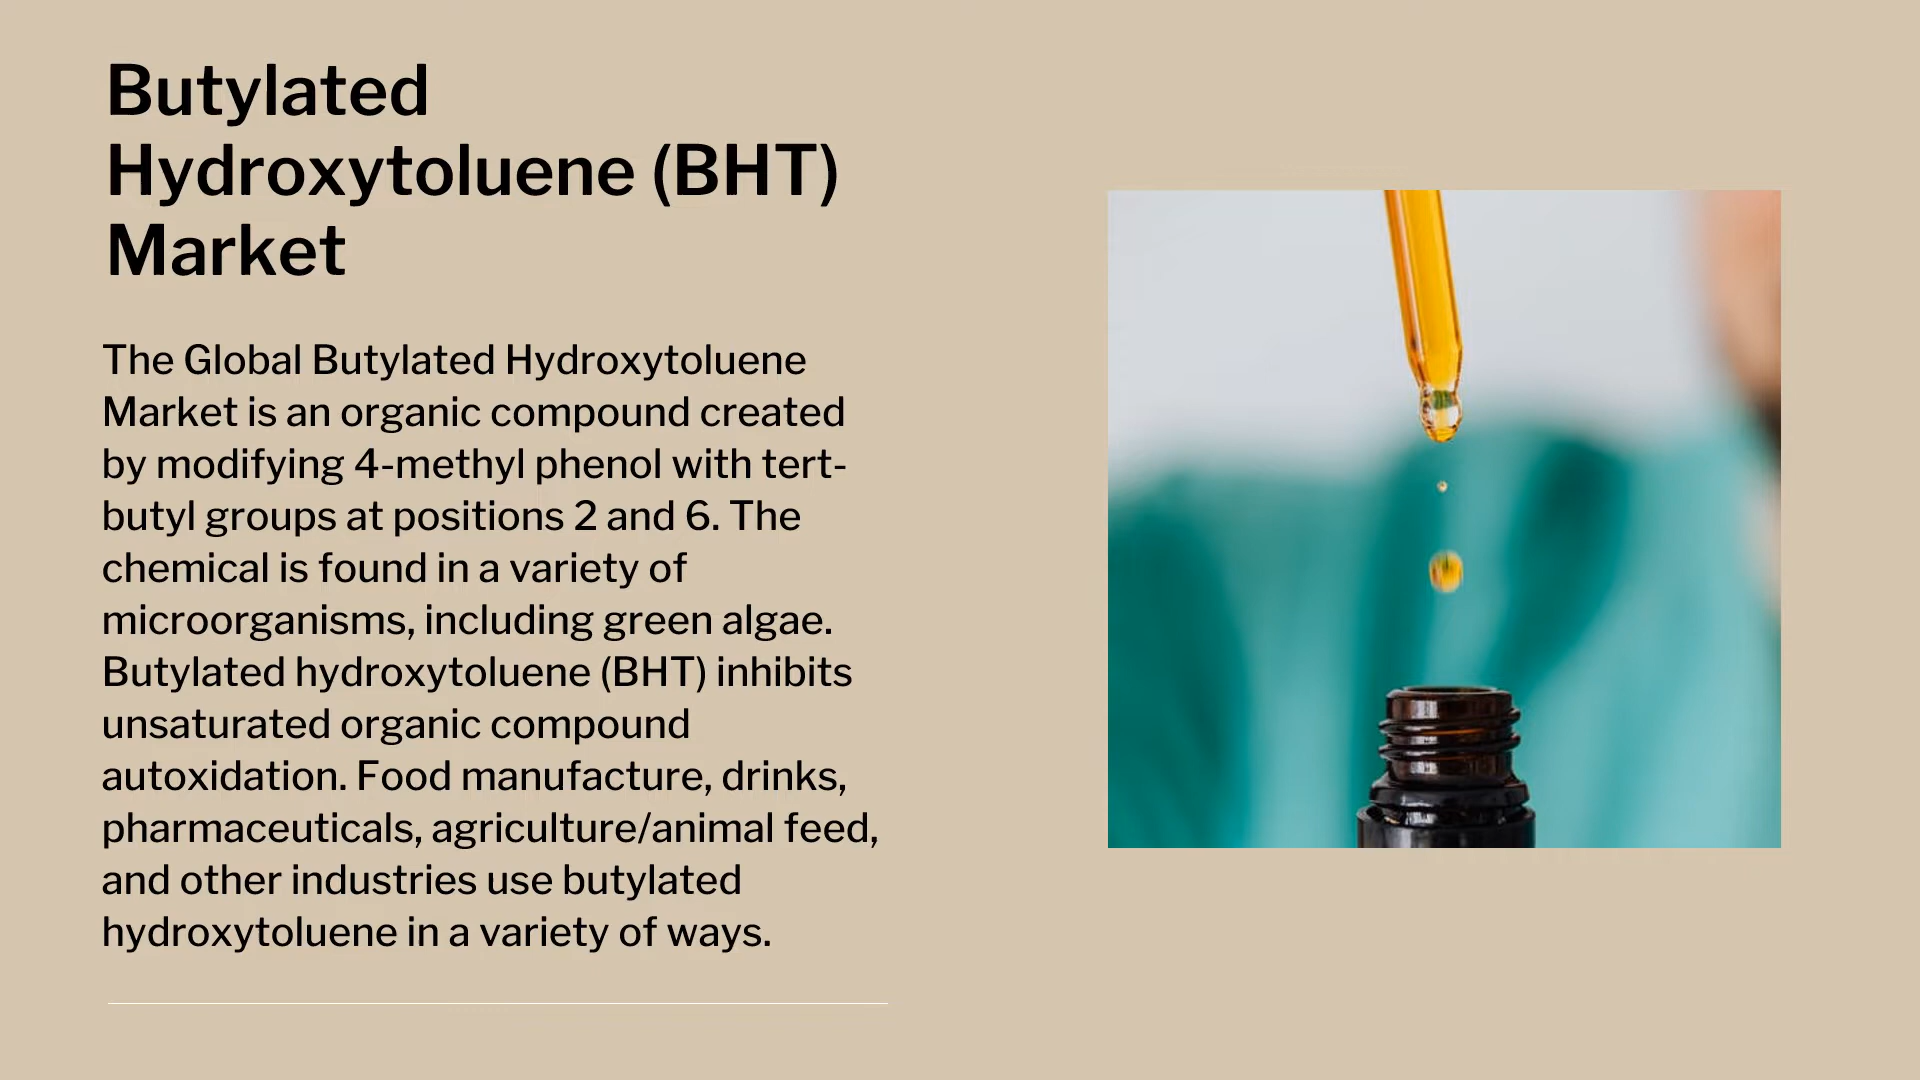 Butylated
Hydroxytoluene (BHT)
Market
The Global Butylated Hydroxytoluene
Market is an organic compound created
by modifying 4-methyl phenol with tert-
butyl groups at positions 2 and 6. The
chemical is found in a variety of
microorganisms, including green algae.
Butylated hydroxytoluene (BHT) inhibits
unsaturated organic compound
autoxidation. Food manufacture, drinks,
pharmaceuticals, agriculture/animal feed,
and other industries use butylated
hydroxytoluene in a variety of ways.